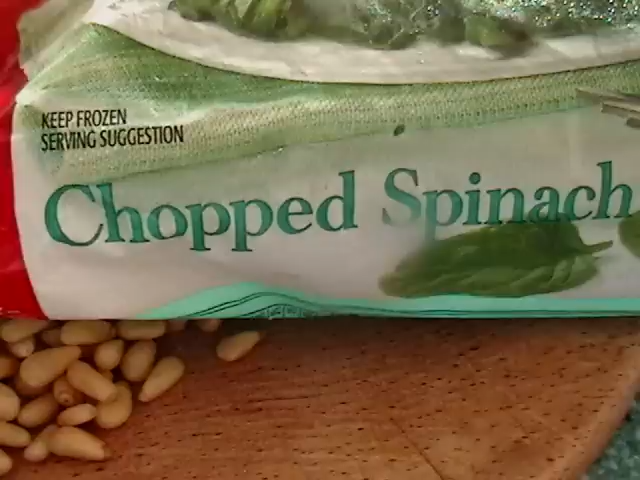 KEEP FROZEN
SERVING SUGGESTION
Chopped Spinach